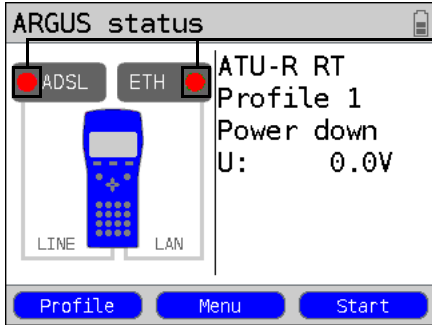 ARGUS status
ADSL
ETH
ATU-R RT
Profile 1
Power down
U: 0.0V
LINE
LAN
Profile
Menu
Start